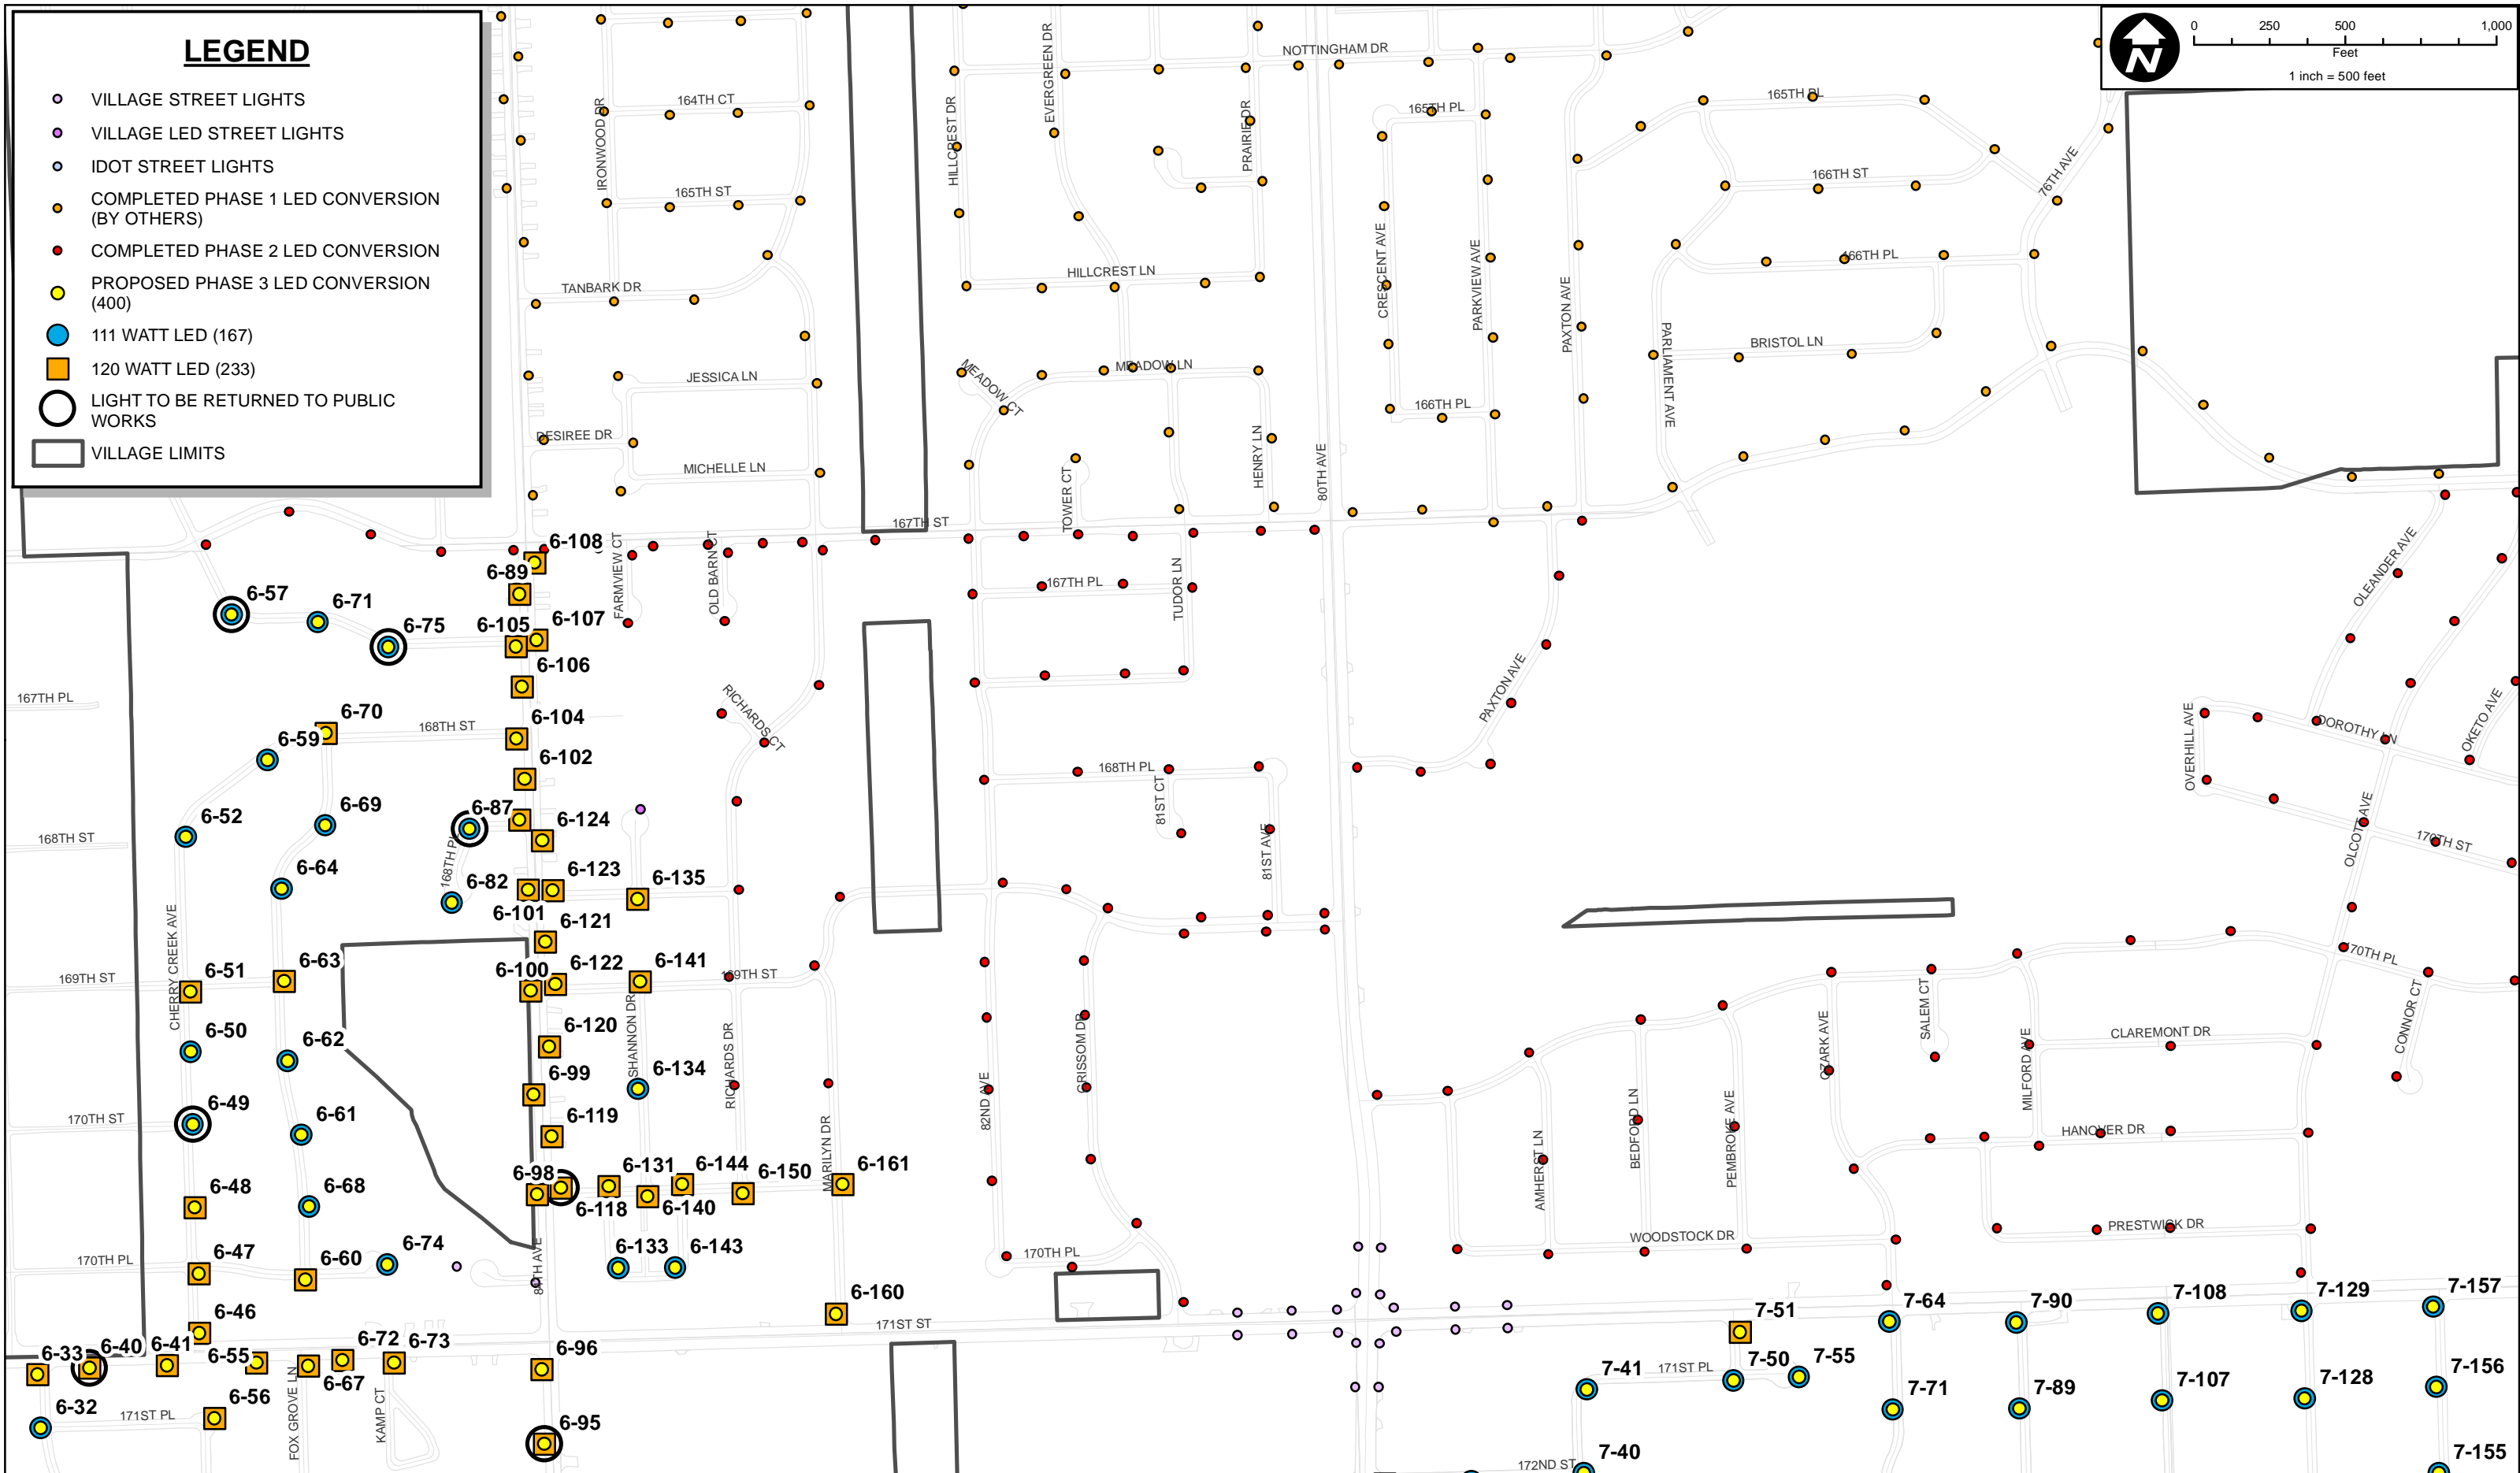 LEGEND
VILLAGE STREET LIGHTS
VILLAGE LED STREET LIGHTS
IDOT STREET LIGHTS
COMPLETED PHASE 1 LED CONVERSION
(BY OTHERS)
COMPLETED PHASE 2 LED CONVERSION
PROPOSED PHASE 3 LED CONVERSION
(400)
111 WATT LED (167)
120 WATT LED (233)
LIGHT TO BE RETURNED TO PUBLIC
WORKS
VILLAGE LIMITS
N
0 250 500 1,000
Feet
1 inch = 500 feet
NOTTINGHAM DR
EVERGREEN DR
HILLCREST DR
PRAIRIE DR
IRONWOOD DR
164TH CT
165TH ST
165TH PL
165TH PL
166TH ST
76TH AVE
166TH PL
TANBARK DR
HILLCREST LN
CRESCENT AVE
PARKVIEW AVE
PAXTON AVE
PARLIAMENT AVE
BRISTOL LN
JESSICA LN
MEADOW CT
MEADOW LN
166TH PL
DESIREE DR
MICHELLE LN
TOWER CT
HENRY LN
80TH AVE
167TH ST
FARMVIEW CT
OLD BARN CT
167TH PL
TUDOR LN
OLEANDER AVE
PAXTON AVE
167TH PL
RICHARDS CT
168TH ST
168TH PL
81ST CT
81ST AVE
OVERHILL AVE
DOROTHY LN
OKETO AVE
OLCOTT AVE
170TH ST
170TH PL
CONNOR CT
168TH ST
168TH PL
CHERRY CREEK AVE
169TH ST
169TH ST
SHANNON DR
RICHARDS DR
MARILYN DR
82ND AVE
GRISSOM DR
170TH ST
170TH PL
170TH PL
87TH AVE
171ST ST
171ST PL
FOX GROVE LN
KAMP CT
AMHERST LN
BEDFORD LN
PEMBROKE AVE
OZARK AVE
SALEM CT
MILFORD AVE
CLAREMONT DR
HANOVER DR
PRESTWICK DR
WOODSTOCK DR
171ST PL
172ND ST
6-108
6-89
6-57
6-71
6-75
6-105
6-107
6-106
6-70
6-59
6-104
6-102
6-52
6-69
6-87
6-124
6-64
6-82
6-123
6-135
6-101
6-121
6-51
6-63
6-100
6-122
6-141
6-50
6-62
6-120
6-99
6-134
6-49
6-61
6-119
6-98
6-131
6-144
6-150
6-161
6-48
6-68
6-118
6-140
6-47
6-60
6-74
6-133
6-143
6-46
6-160
6-33
6-40
6-41
6-55
6-72
6-73
6-67
6-96
6-32
6-56
6-95
7-51
7-64
7-90
7-108
7-129
7-157
7-41
7-50
7-55
7-71
7-89
7-107
7-128
7-156
7-40
7-155